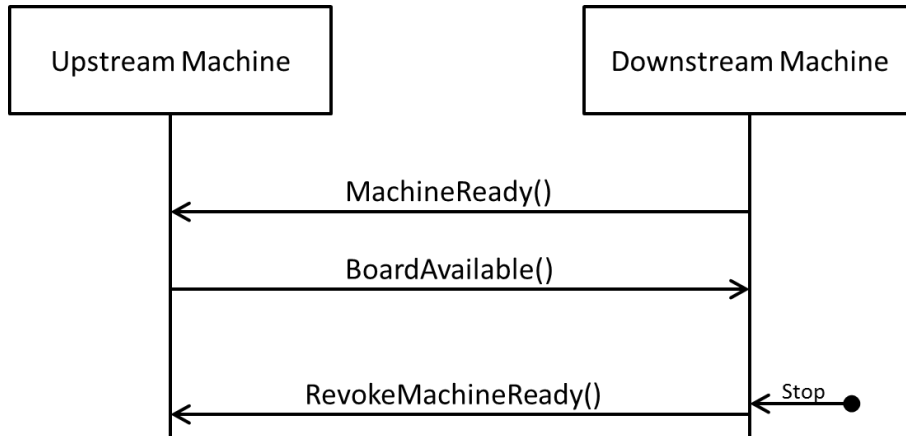 Upstream Machine
Downstream Machine
MachineReady()
BoardAvailable()
RevokeMachineReady()
Stop